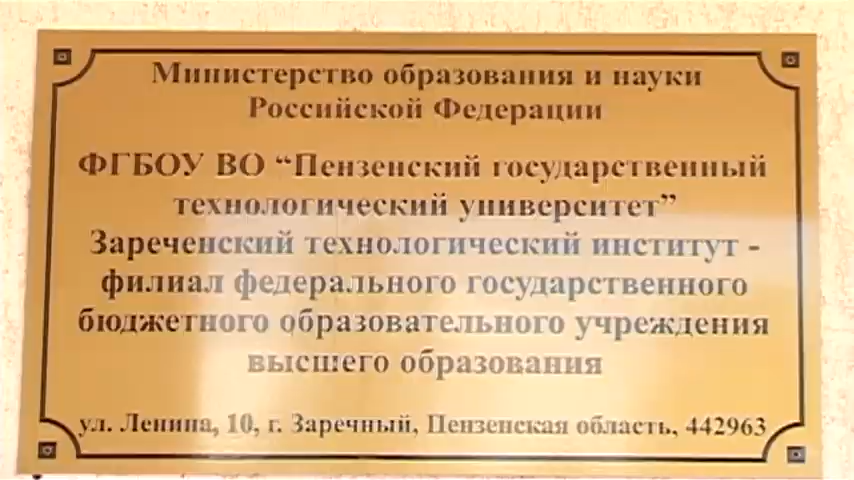 Министерство образования и науки
Российской Федерации
ФГБОУ ВО “Пензенский государственный
технологический университет”
Зареченский технологический институт -
филиал федерального государственного
бюджетного образовательного учреждения
высшего образования
ул. Ленина, 10, г. Заречный, Пензенская область, 442963